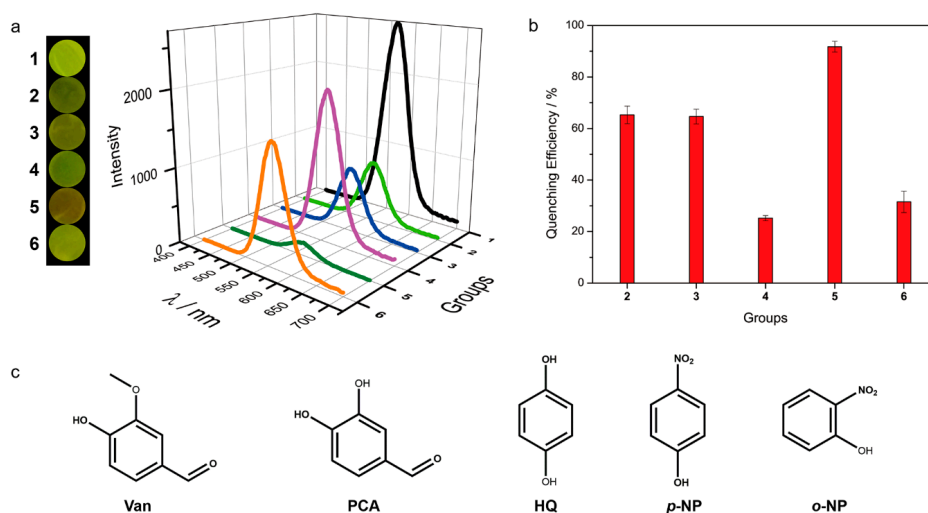 a
1
2
3
4
5
6
Intensity
2000
1000
0
400
450
500
550
600
650
700
λ / nm
1
2
3
4
5
6
Groups
b
Quenching Efficiency / %
100
80
60
40
20
0
2
3
4
5
6
Groups
c
O
HO
O
Van
OH
HO
O
PCA
OH
OH
HQ
NO₂
OH
p-NP
NO₂
OH
o-NP